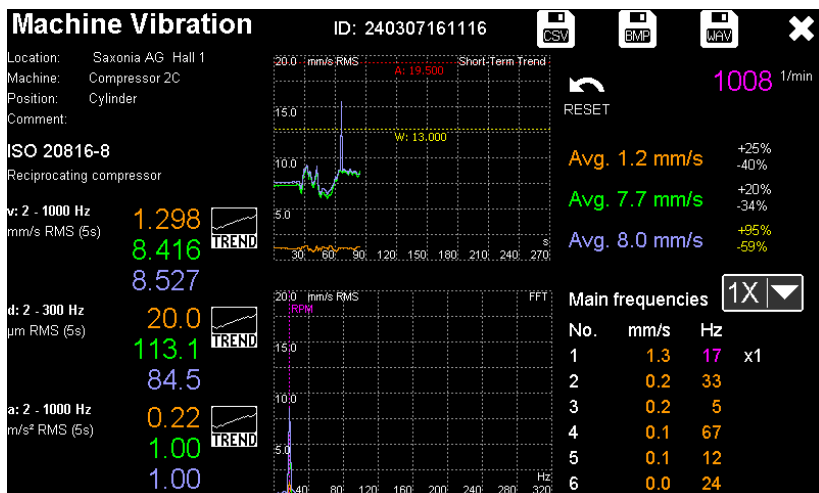 Machine Vibration
ID: 240307161116
CSV
BMP
WAV
Location: Saxonia AG Hall 1
Machine: Compressor 2C
Position: Cylinder
Comment:
ISO 20816-8
Reciprocating compressor
v: 2 - 1000 Hz
mm/s RMS (5s)
1.298
8.416
8.527
TREND
d: 2 - 300 Hz
µm RMS (5s)
20.0
113.1
84.5
TREND
a: 2 - 1000 Hz
m/s² RMS (5s)
0.22
1.00
1.00
TREND
20.0 mm/s RMS Short-Term Trend
A: 19.500
15.0
W: 13.000
10.0
5.0
s
30 60 90 120 150 180 210 240 270
20.0 mm/s RMS FFT
RPM
15.0
10.0
5.0
Hz
40 80 120 160 200 240 280 320
RESET
1008 1/min
Avg. 1.2 mm/s +25% -40%
Avg. 7.7 mm/s +20% -34%
Avg. 8.0 mm/s +95% -59%
Main frequencies 1X
No. mm/s Hz
1 1.3 17 x1
2 0.2 33
3 0.2 5
4 0.1 67
5 0.1 12
6 0.0 24